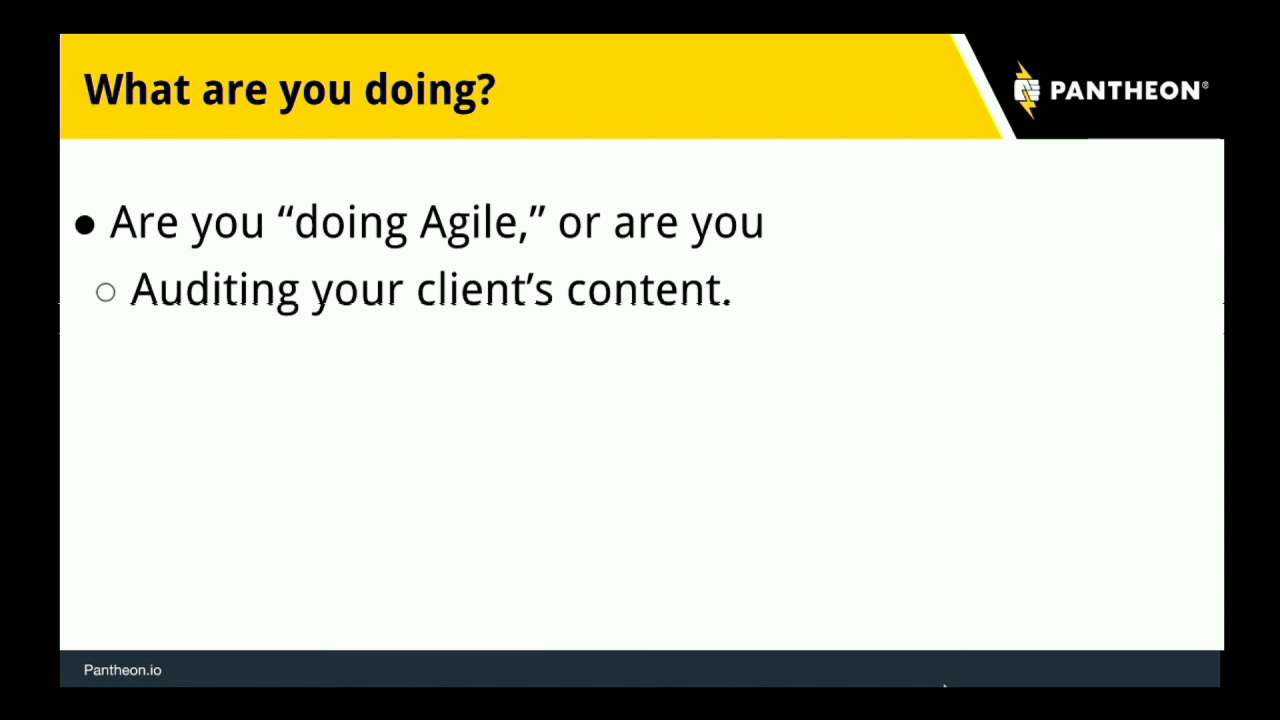 What are you doing?
PANTHEON®
● Are you “doing Agile,” or are you
○ Auditing your client’s content.
Pantheon.io